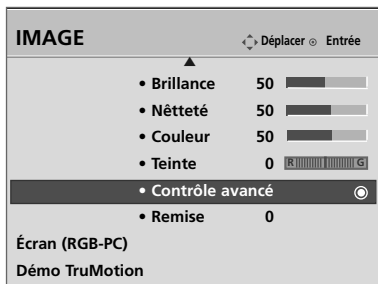 IMAGE Déplacer Entrée
• Brillance 50
• Nêtteté 50
• Couleur 50
• Teinte 0 R G
• Contrôle avancé
• Remise 0
Écran (RGB-PC)
Démo TruMotion